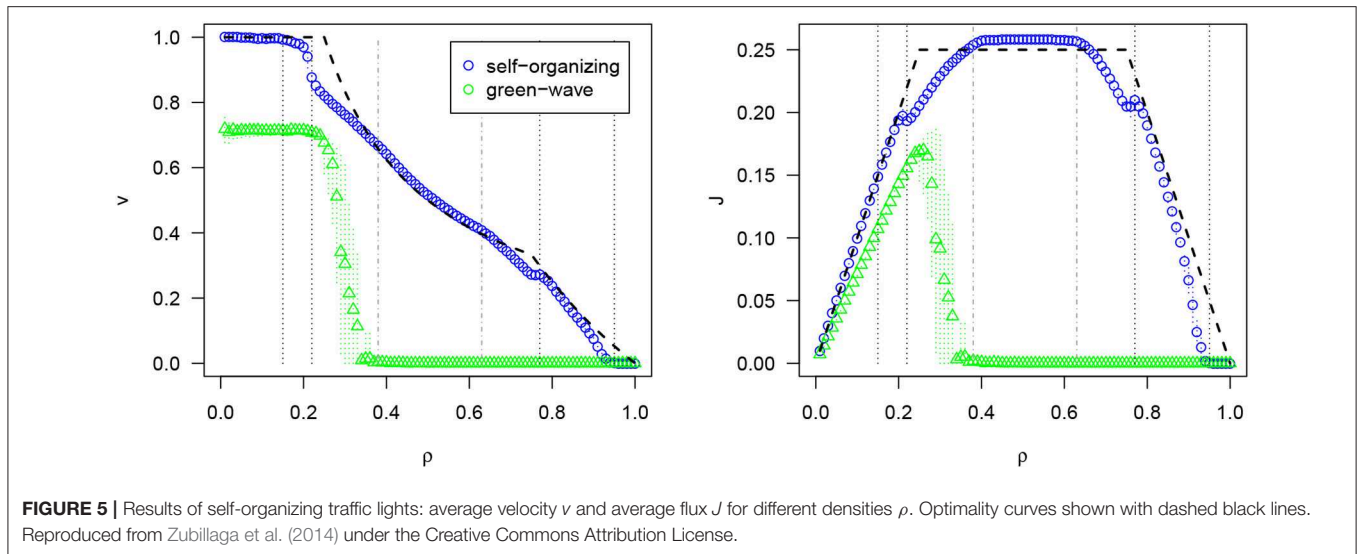 1.0
0.8
0.6
0.4
0.2
0.0
v
self−organizing
green−wave
0.0 0.2 0.4 0.6 0.8 1.0
ρ
0.25
0.20
0.15
0.10
0.05
0.00
J
0.0 0.2 0.4 0.6 0.8 1.0
ρ
FIGURE 5 | Results of self-organizing traffic lights: average velocity v and average flux J for different densities ρ. Optimality curves shown with dashed black lines.
Reproduced from Zubillaga et al. (2014) under the Creative Commons Attribution License.